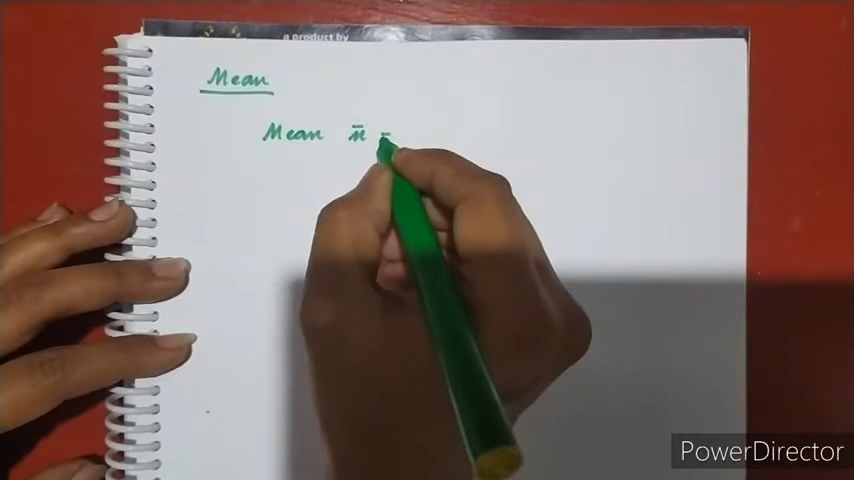 a product by
Mean
Mean x̄ =
PowerDirector